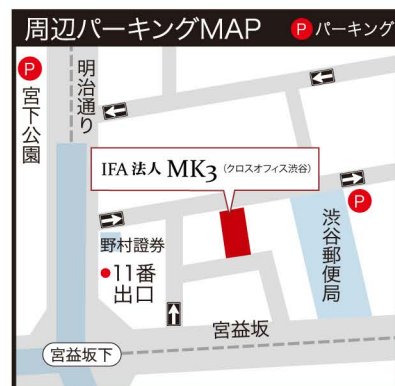 周辺パーキングMAP
P パーキング
P
宮下公園
明治通り
IFA 法人 MK3 (クロスオフィス渋谷)
P
野村證券
11番
出口
渋谷郵便局
宮益坂
宮益坂下